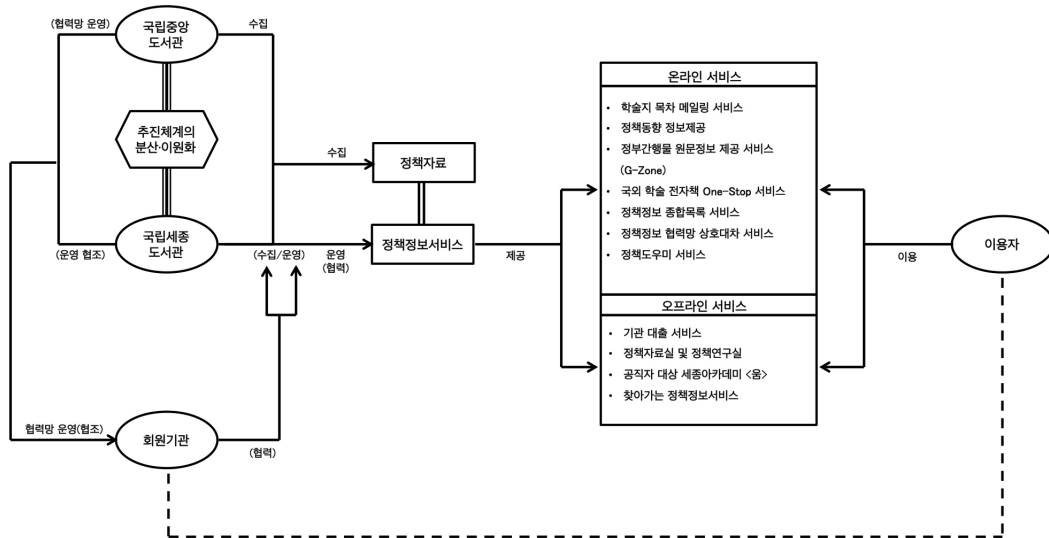 (협력망 운영)
국립중앙
도서관
수집
추진체계의
분산·이원화
국립세종
도서관
(운영 협조)
(수집/운영)
운영
(협력)
수집
정책자료
정책정보서비스
제공
온라인 서비스
• 학술지 목차 메일링 서비스
• 정책동향 정보제공
• 정부간행물 원문정보 제공 서비스
(G-Zone)
• 국외 학술 전자책 One-Stop 서비스
• 정책정보 종합목록 서비스
• 정책정보 협력망 상호대차 서비스
• 정책도우미 서비스
오프라인 서비스
• 기관 대출 서비스
• 정책자료실 및 정책연구실
• 공직자 대상 세종아카데미 <움>
• 찾아가는 정책정보서비스
이용
이용자
협력망 운영(협조)
회원기관
(협력)